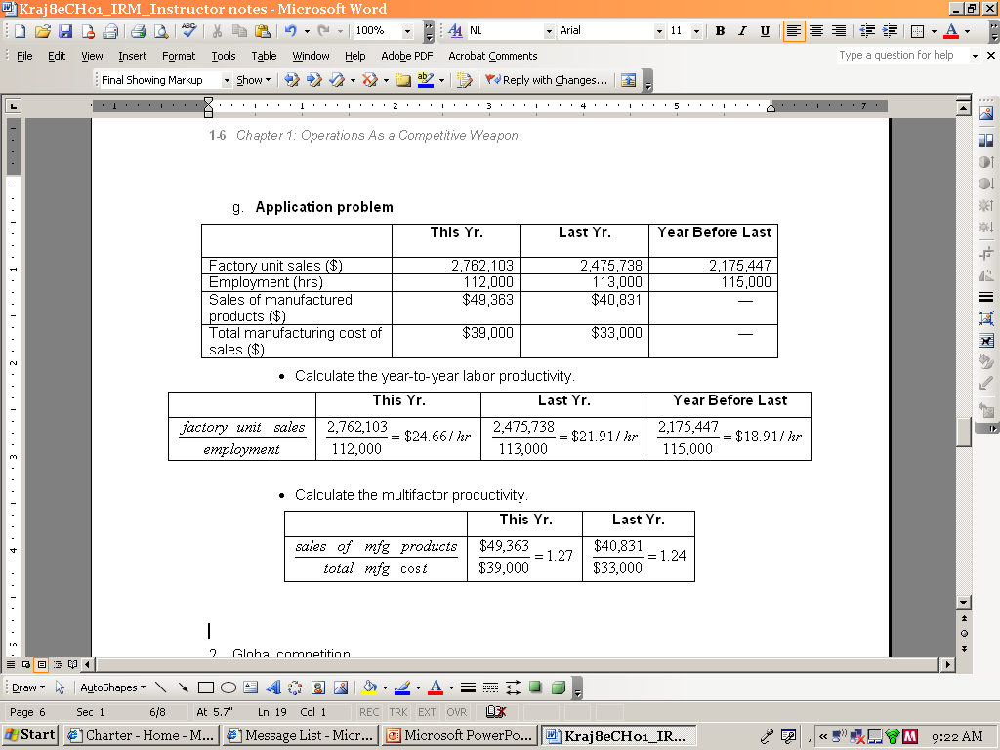 Kraj8eCH01_IRM_Instructor notes - Microsoft Word
100% NL Arial 11 B I U A
File Edit View Insert Format Tools Table Window Help Adobe PDF Acrobat Comments Type a question for help
Final Showing Markup Show Reply with Changes...
1 1 2 3 4 5 7
1-6 Chapter 1: Operations As a Competitive Weapon
g. Application problem
This Yr. Last Yr. Year Before Last
Factory unit sales ($) 2,762,103 2,475,738 2,175,447
Employment (hrs) 112,000 113,000 115,000
Sales of manufactured products ($) $49,363 $40,831 —
Total manufacturing cost of sales ($) $39,000 $33,000 —
• Calculate the year-to-year labor productivity.
This Yr. Last Yr. Year Before Last
factory unit sales 2,762,103 2,475,738 2,175,447
= $24.66/ hr = $21.91/ hr = $18.91/ hr
employment 112,000 113,000 115,000
• Calculate the multifactor productivity.
This Yr. Last Yr.
sales of mfg products $49,363 $40,831
= 1.27 = 1.24
total mfg cost $39,000 $33,000
2. Global competition
Draw AutoShapes A
Page 6 Sec 1 6/8 At 5.7" Ln 19 Col 1 REC TRK EXT OVR
Start Charter - Home - M... Message List - Micr... Microsoft PowerPo... Kraj8eCH01_IR... 9:22 AM